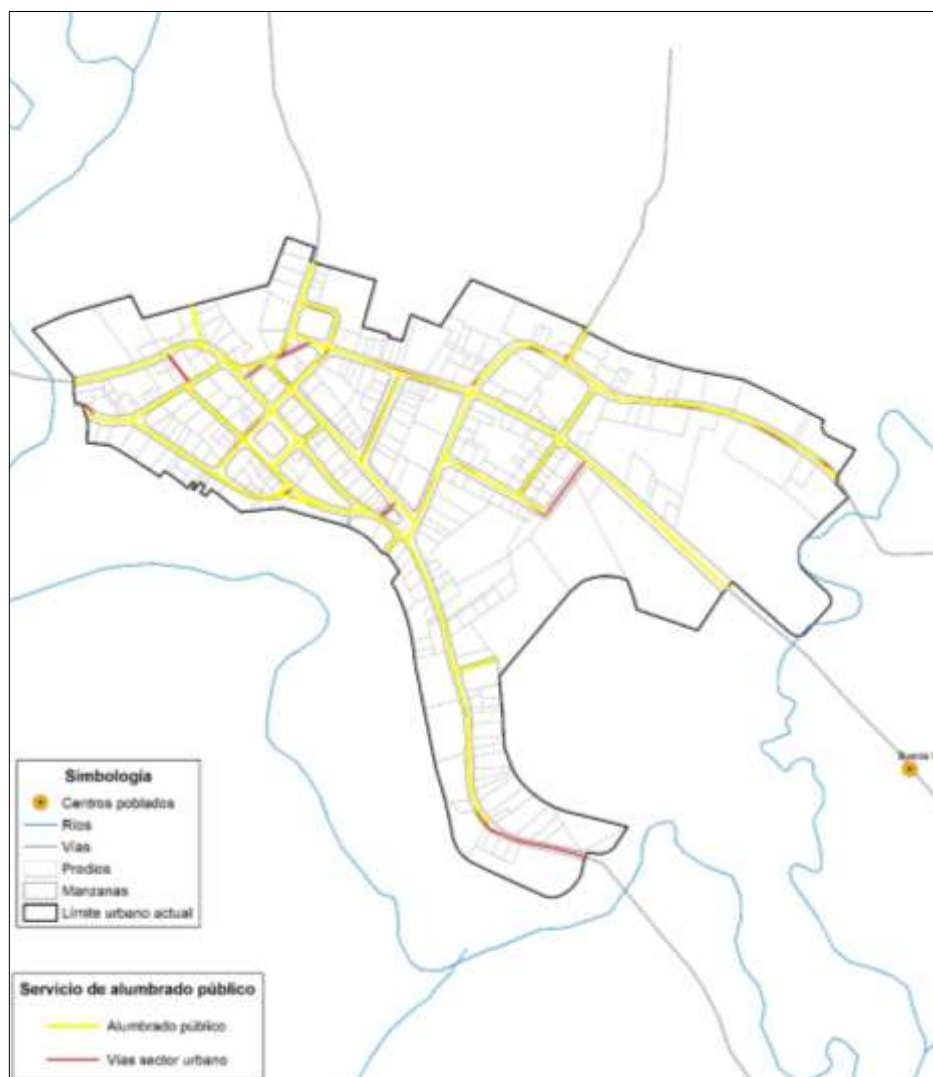 Simbología
Centros poblados
Ríos
Vías
Predios
Manzanas
Límite urbano actual
Servicio de alumbrado público
Alumbrado público
Vías sector urbano